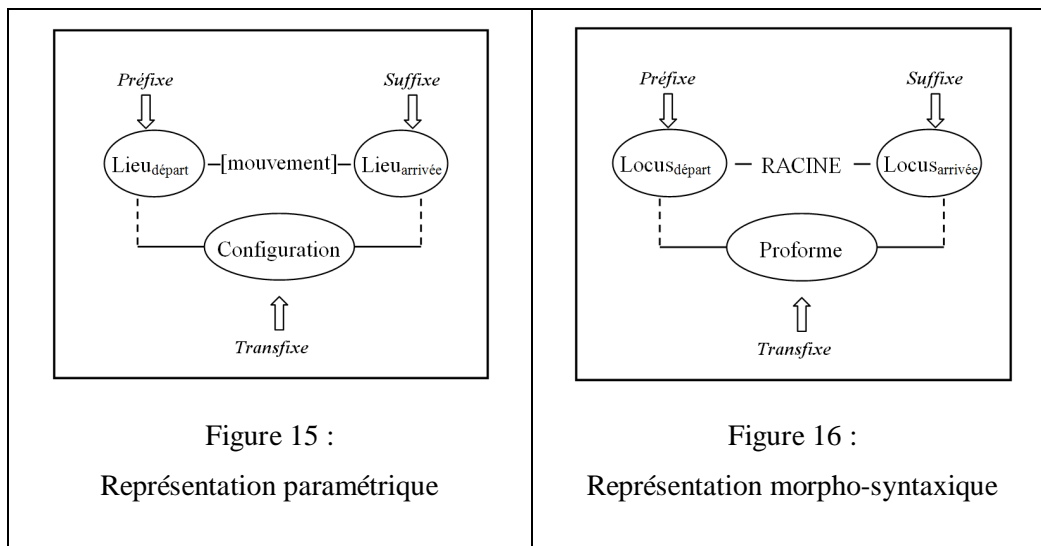 Préfixe
Suffixe
Lieudépart
[mouvement]
Lieuarrivée
Configuration
Transfixe
Figure 15 :
Représentation paramétrique
Préfixe
Suffixe
Locusdépart
RACINE
Locusarrivée
Proforme
Transfixe
Figure 16 :
Représentation morpho-syntaxique